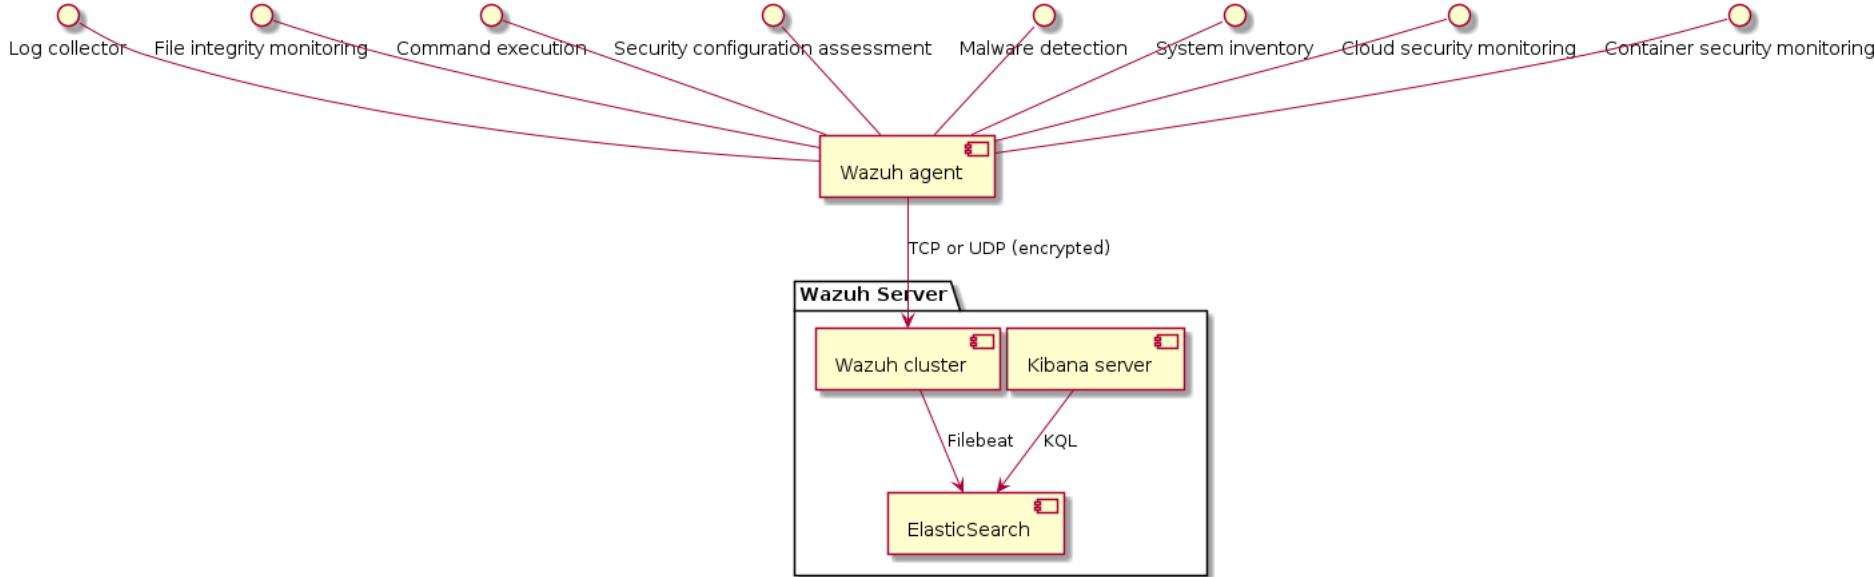 Log collector
File integrity monitoring
Command execution
Security configuration assessment
Malware detection
System inventory
Cloud security monitoring
Container security monitoring
Wazuh agent
TCP or UDP (encrypted)
Wazuh Server
Wazuh cluster
Kibana server
Filebeat
KQL
ElasticSearch